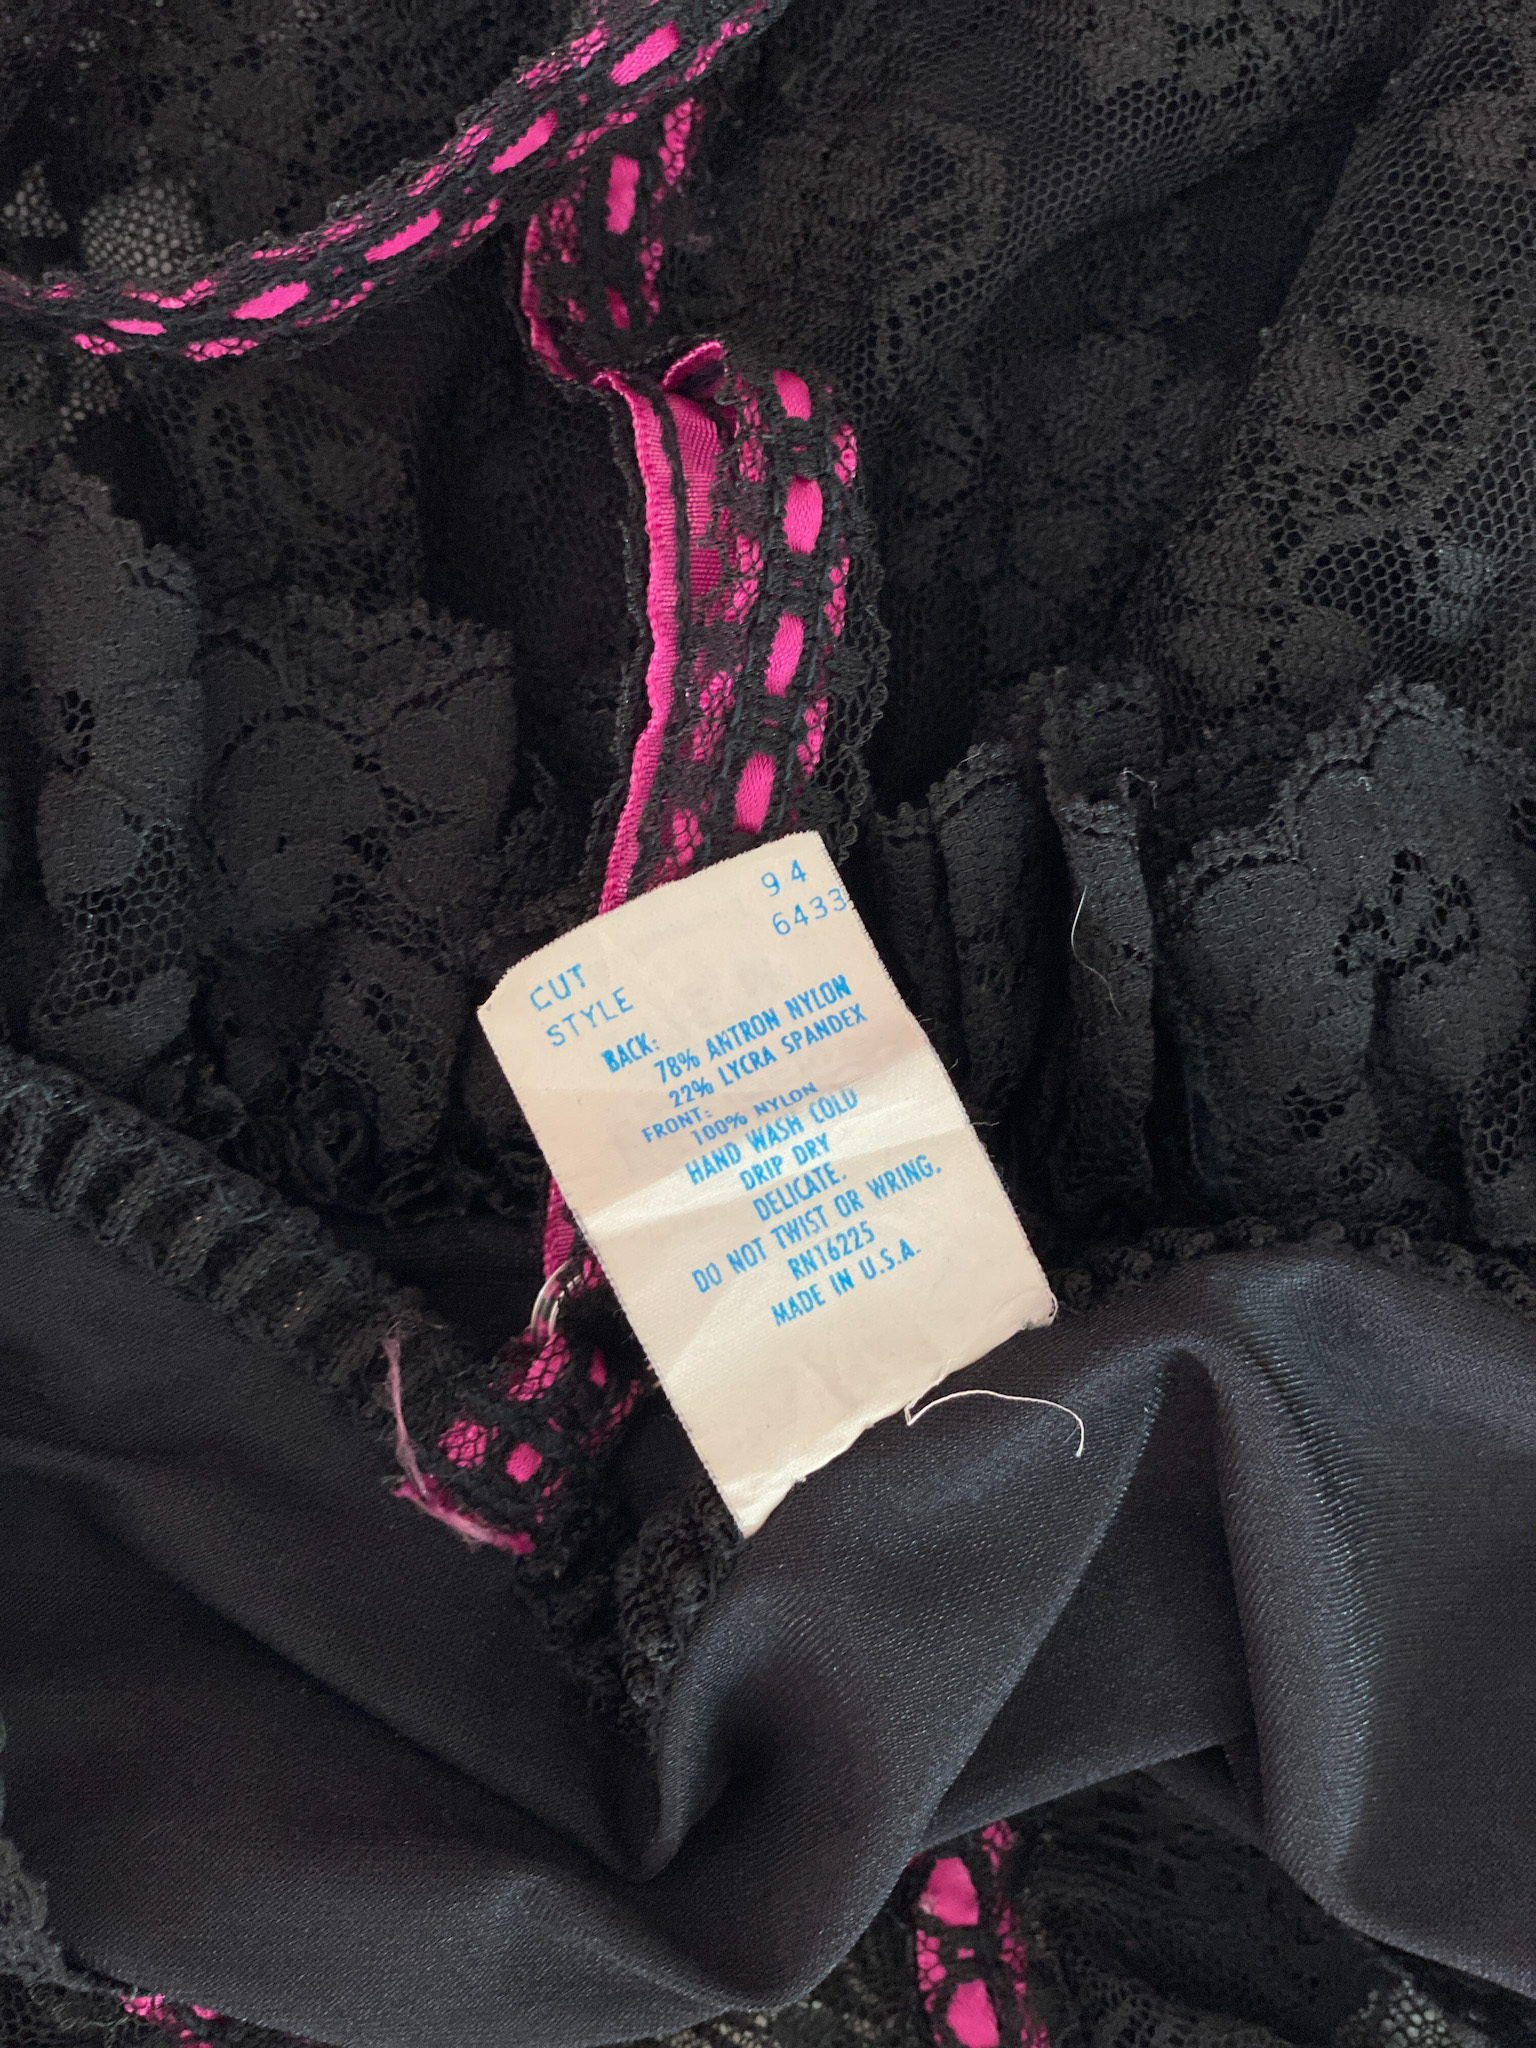 CUT 94
STYLE 6433
BACK:
78% ANTRON NYLON
22% LYCRA SPANDEX
FRONT:
100% NYLON
HAND WASH COLD
DRIP DRY
DELICATE.
DO NOT TWIST OR WRING.
RN16225
MADE IN U.S.A.